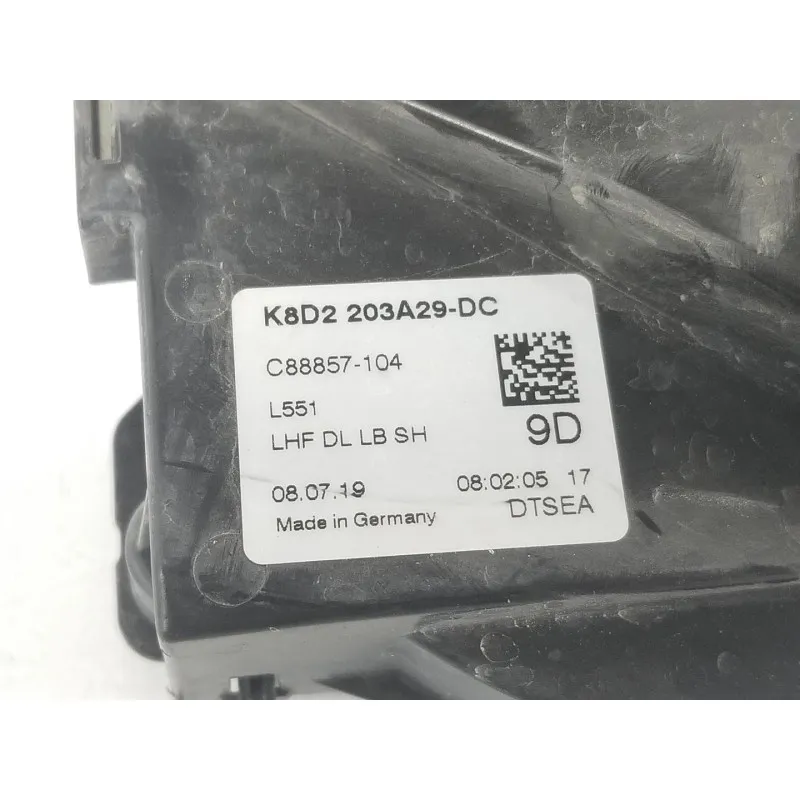 K8D2 203A29-DC
C88857-104
L551
9D
LHF DL LB SH
08.07.19 08:02:05 17
Made in Germany DTSEA